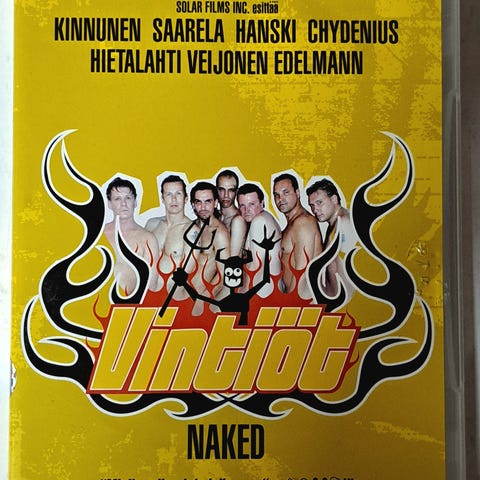 SOLAR FILMS INC. esittää
KINNUNEN SAARELA HANSKI CHYDENIUS
HIETALAHTI VEIJONEN EDELMANN
Vintiöt
NAKED